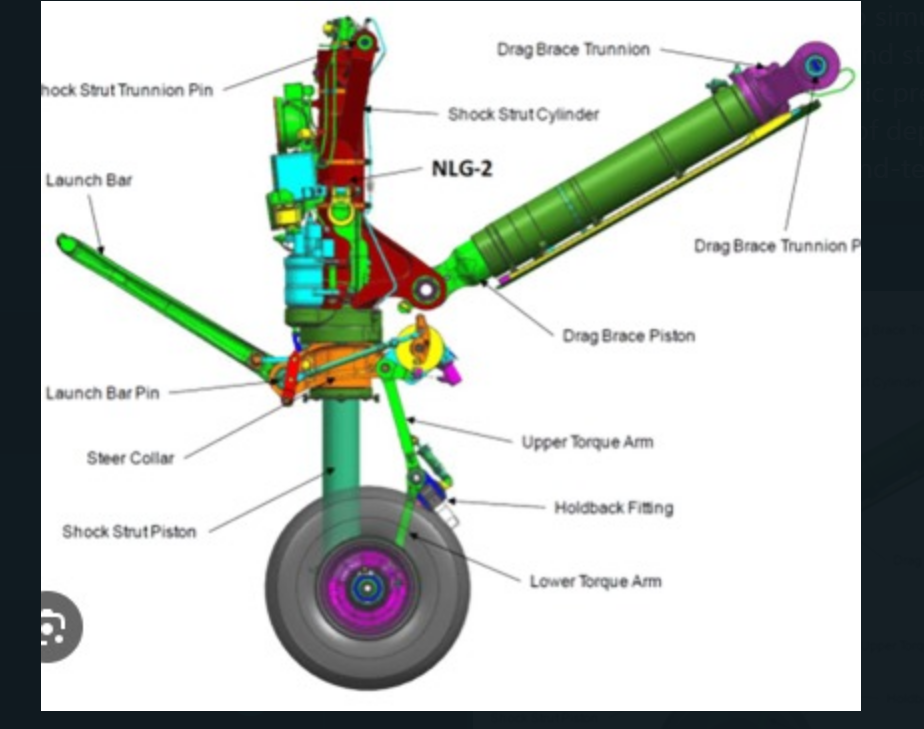 Drag Brace Trunnion
hock Strut Trunnion Pin
Shock Strut Cylinder
NLG-2
Launch Bar
Drag Brace Trunnion P
Drag Brace Piston
Launch Bar Pin
Upper Torque Arm
Steer Collar
Holdback Fitting
Shock Strut Piston
Lower Torque Arm